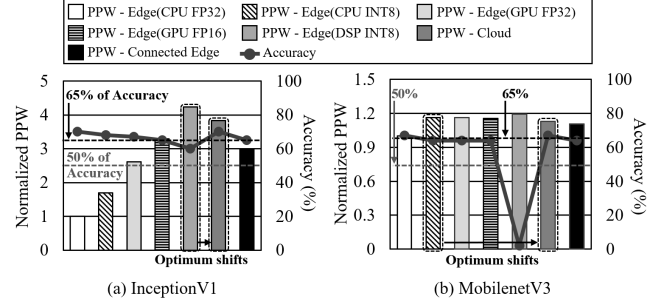 PPW - Edge(CPU FP32) PPW - Edge(CPU INT8) PPW - Edge(GPU FP32)
PPW - Edge(GPU FP16) PPW - Edge(DSP INT8) PPW - Cloud
PPW - Connected Edge Accuracy
Normalized PPW
5
4
3
2
1
0
65% of Accuracy
50% of
Accuracy
100
80
60
40
20
0
Accuracy (%)
Optimum shifts
(a) InceptionV1
Normalized PPW
1.5
1.2
0.9
0.6
0.3
0
50%
65%
100
80
60
40
20
0
Accuracy (%)
Optimum shifts
(b) MobilenetV3